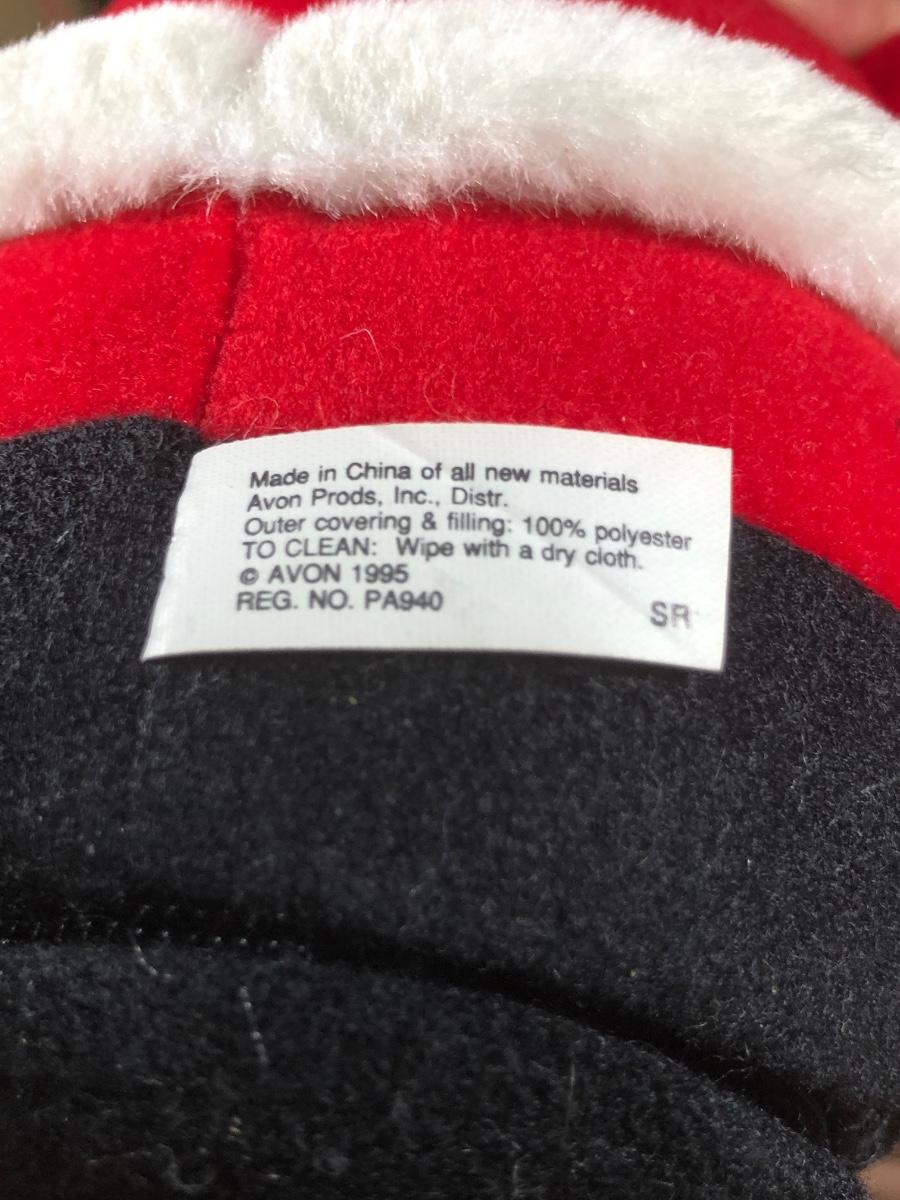 Made in China of all new materials
Avon Prods, Inc., Distr.
Outer covering & filling: 100% polyester
TO CLEAN: Wipe with a dry cloth.
© AVON 1995
REG. NO. PA940
SR